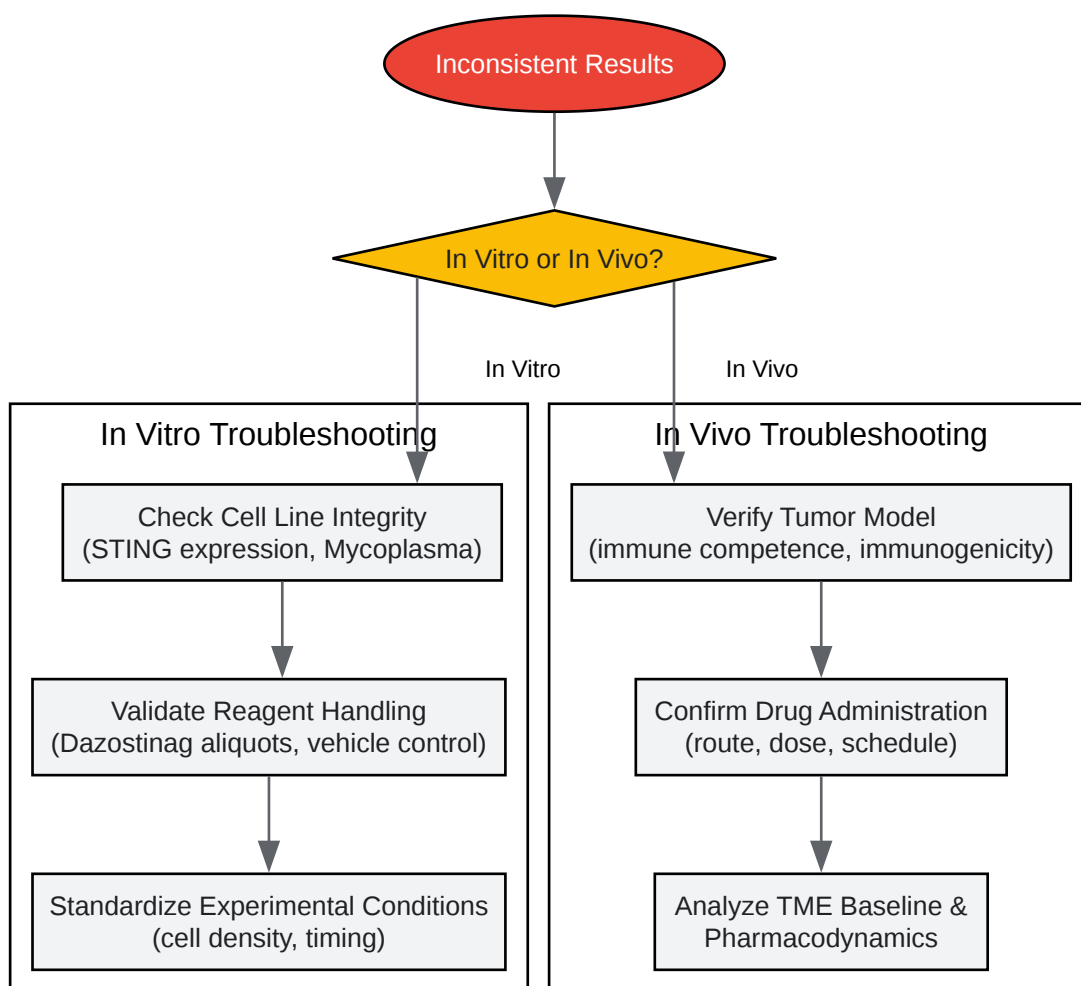 Inconsistent Results
In Vitro or In Vivo?
In Vitro
In Vivo
In Vitro Troubleshooting
Check Cell Line Integrity
(STING expression, Mycoplasma)
Validate Reagent Handling
(Dazostinag aliquots, vehicle control)
Standardize Experimental Conditions
(cell density, timing)
In Vivo Troubleshooting
Verify Tumor Model
(immune competence, immunogenicity)
Confirm Drug Administration
(route, dose, schedule)
Analyze TME Baseline &
Pharmacodynamics